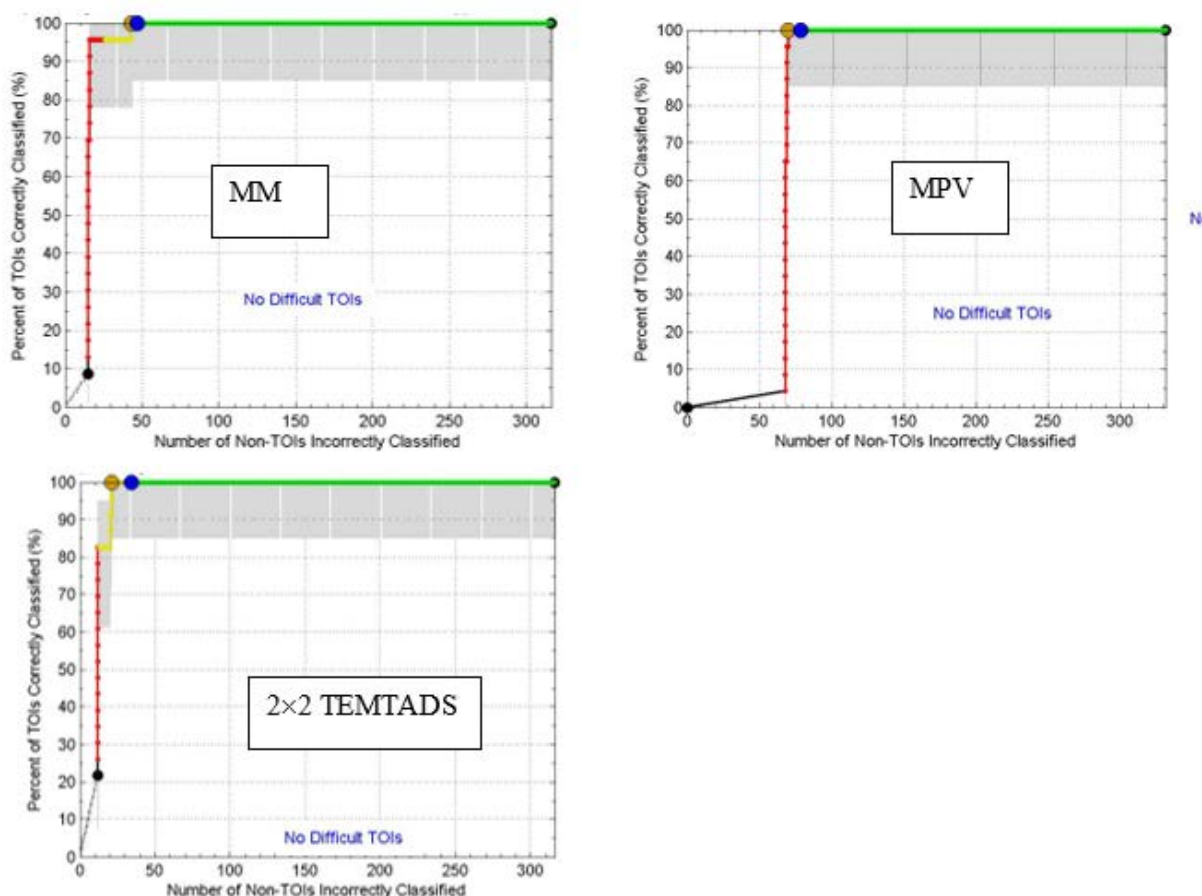 Percent of TOIs Correctly Classified (%)
100
90
80
70
60
50
40
30
20
10
0
MM
No Difficult TOIs
0 50 100 150 200 250 300
Number of Non-TOIs Incorrectly Classified
Percent of TOIs Correctly Classified (%)
100
90
80
70
60
50
40
30
20
10
0
MPV
No Difficult TOIs
0 50 100 150 200 250 300
Number of Non-TOIs Incorrectly Classified
Percent of TOIs Correctly Classified (%)
100
90
80
70
60
50
40
30
20
10
0
2×2 TEMTADS
No Difficult TOIs
0 50 100 150 200 250 300
Number of Non-TOIs Incorrectly Classified